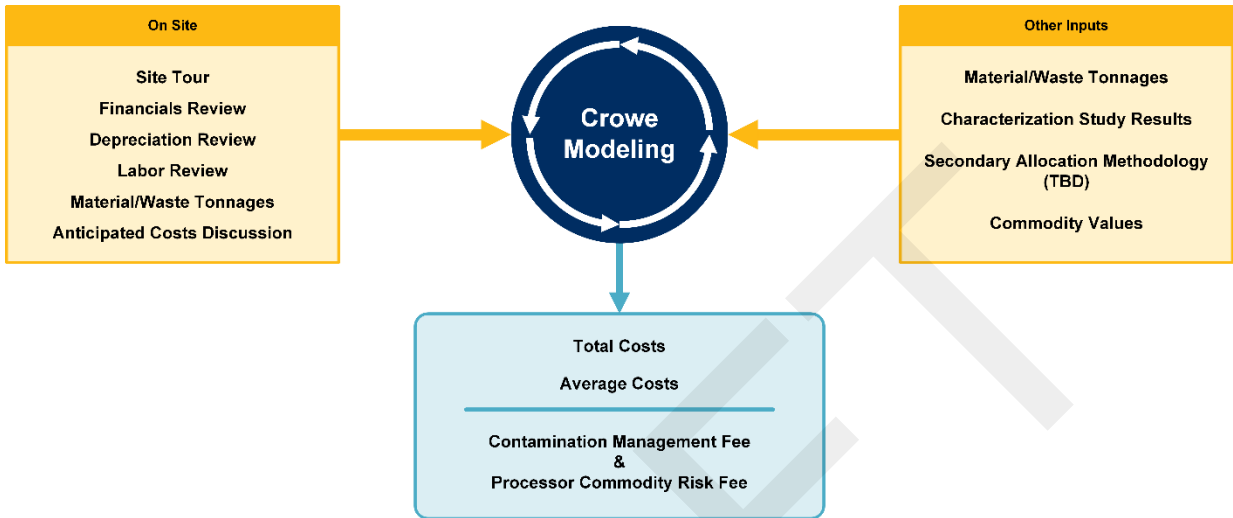 On Site
Site Tour
Financials Review
Depreciation Review
Labor Review
Material/Waste Tonnages
Anticipated Costs Discussion
Crowe
Modeling
Other Inputs
Material/Waste Tonnages
Characterization Study Results
Secondary Allocation Methodology
(TBD)
Commodity Values
Total Costs
Average Costs
Contamination Management Fee
&
Processor Commodity Risk Fee